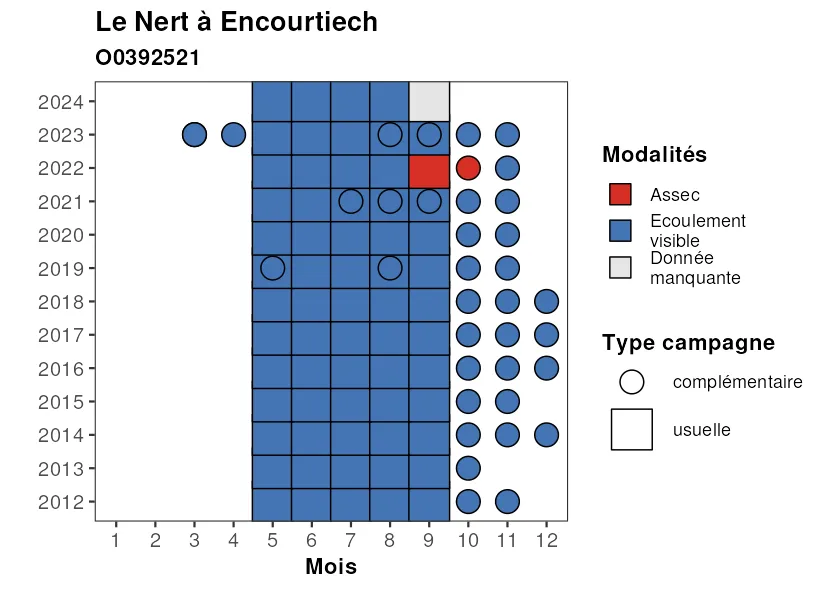 Le Nert à Encourtiech
O0392521
2024
2023
2022
2021
2020
2019
2018
2017
2016
2015
2014
2013
2012
1 2 3 4 5 6 7 8 9 10 11 12
Mois
Modalités
Assec
Ecoulement
visible
Donnée
manquante
Type campagne
complémentaire
usuelle